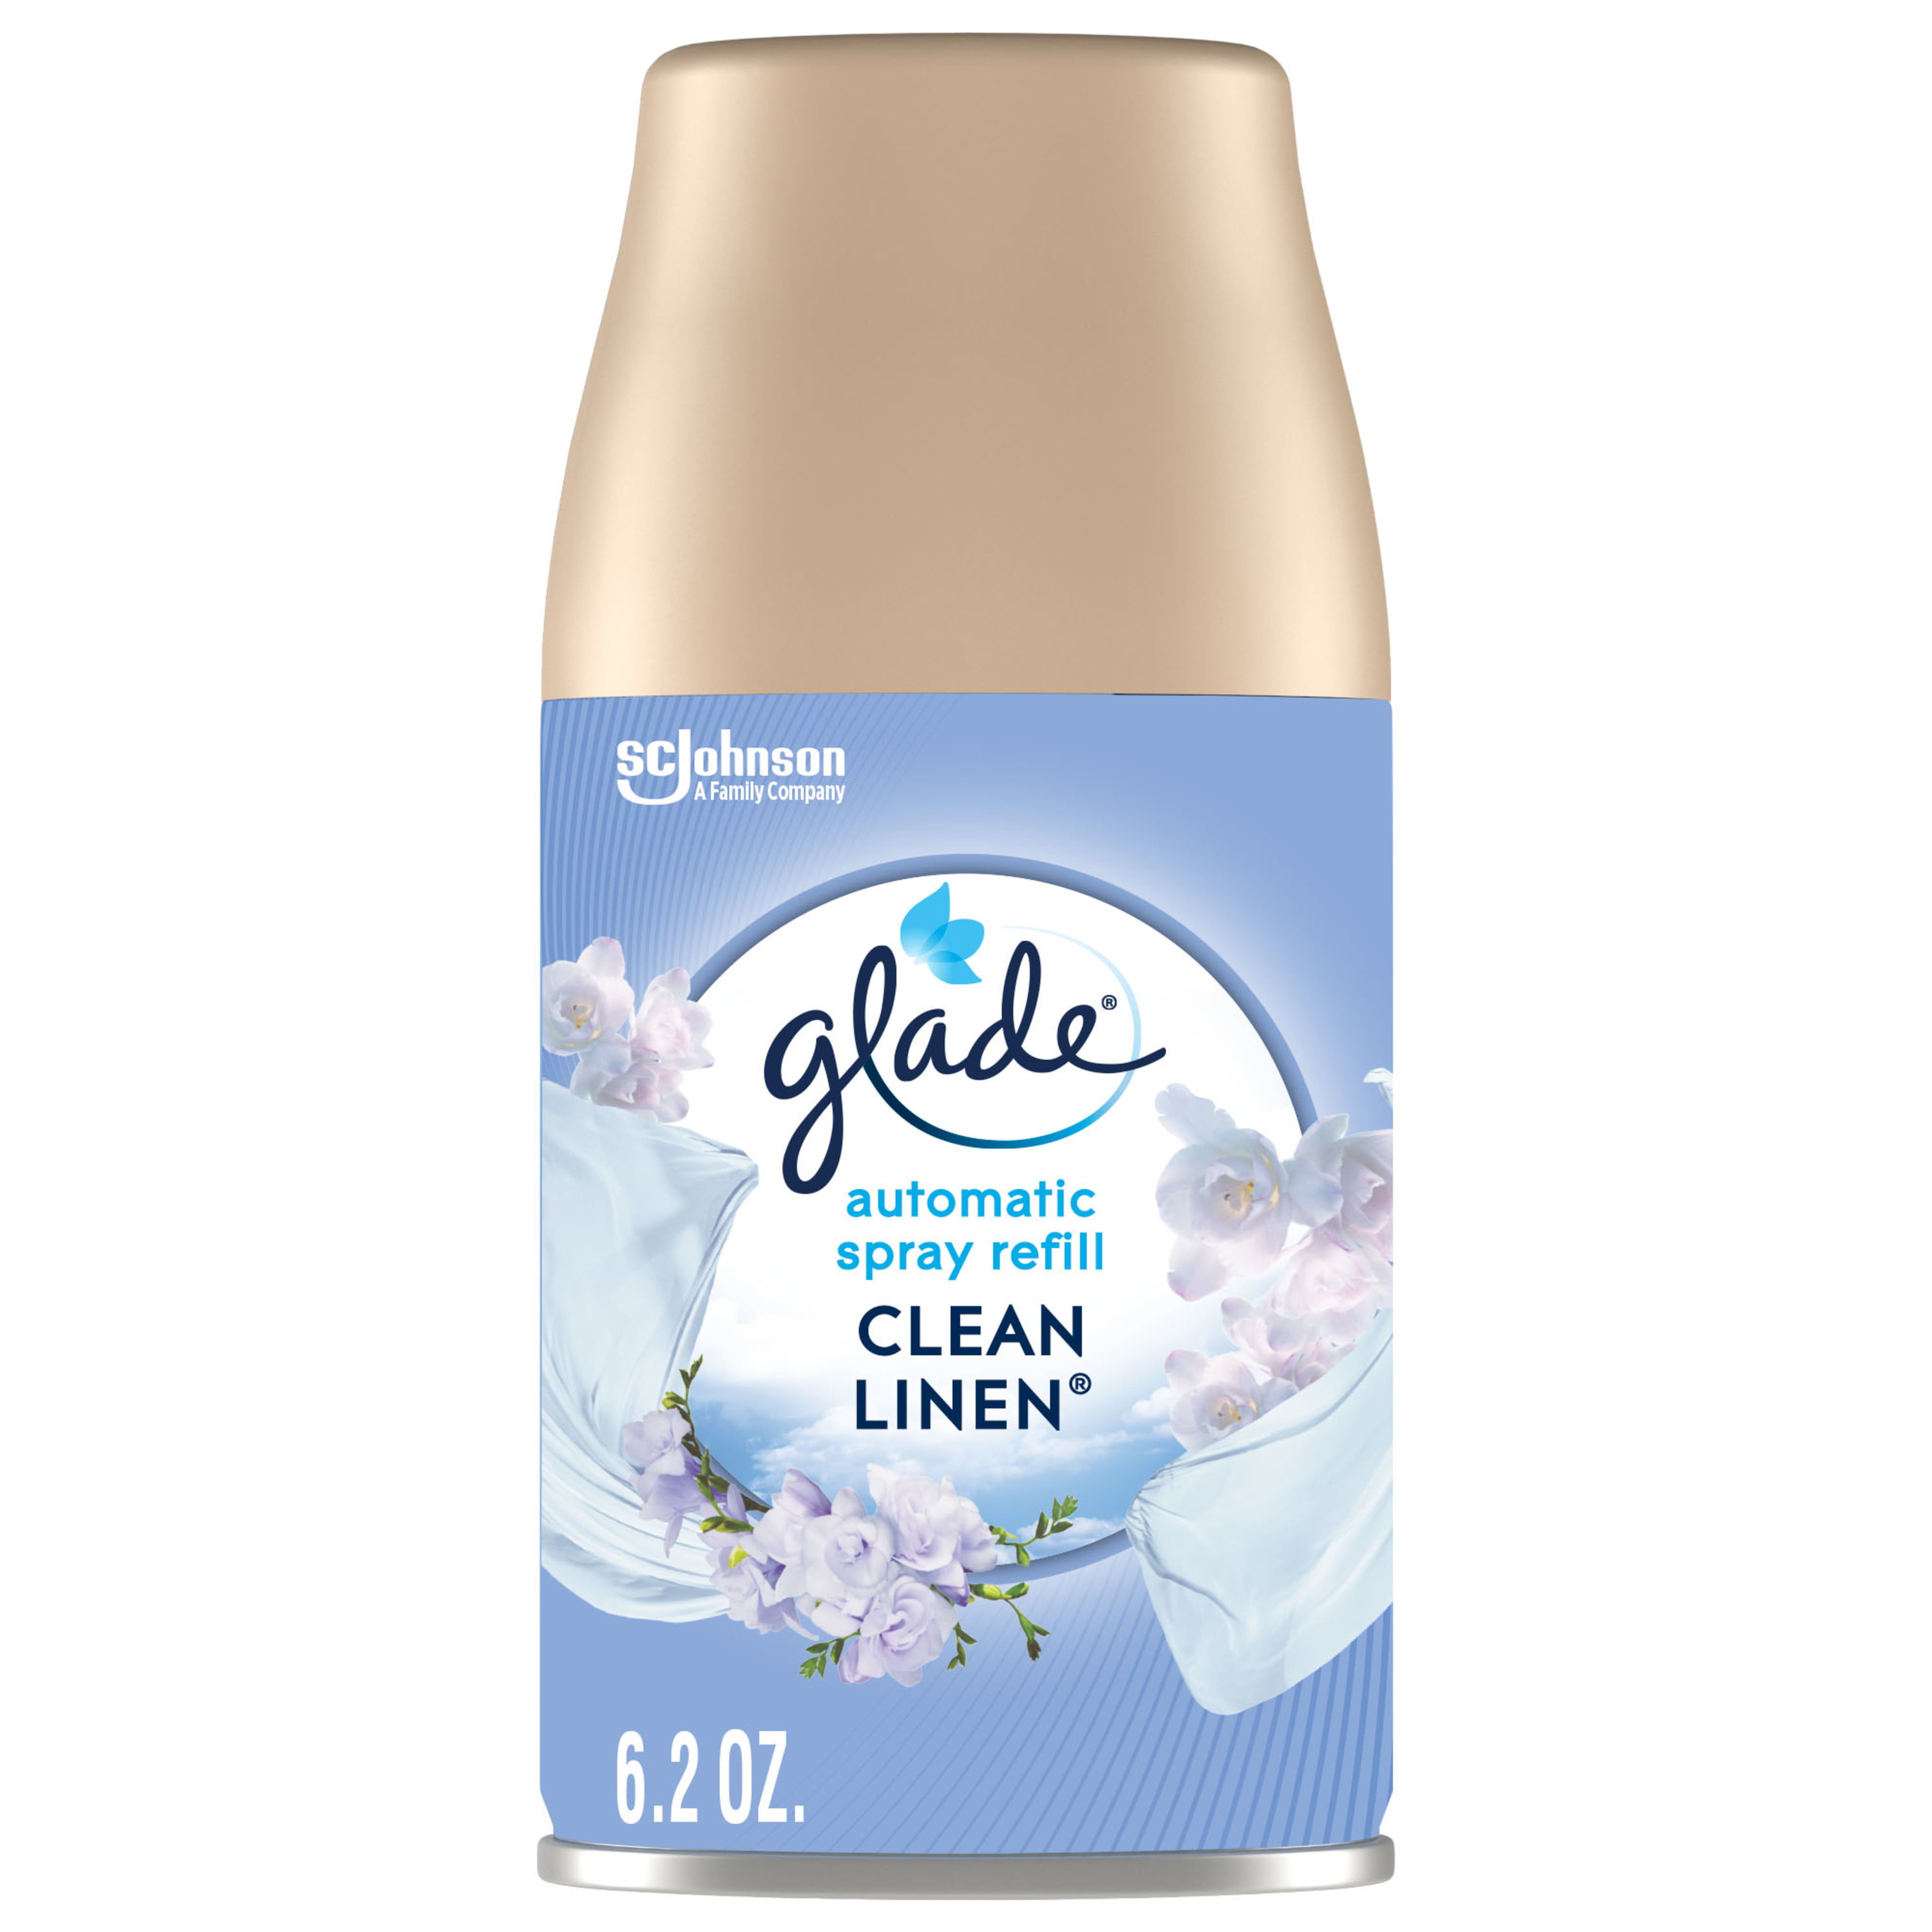 scJohnson
A Family Company
glade®
automatic
spray refill
CLEAN
LINEN®
6.2 OZ.